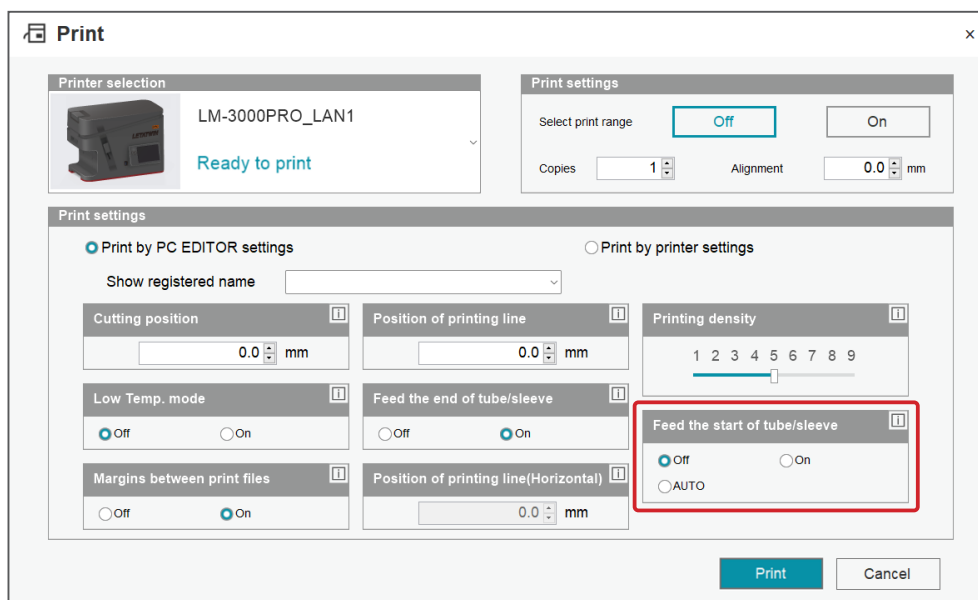 Print
×
Printer selection
LM-3000PRO_LAN1
Ready to print
Print settings
Select print range Off On
Copies 1 Alignment 0.0 mm
Print settings
Print by PC EDITOR settings Print by printer settings
Show registered name
Cutting position
0.0 mm
Position of printing line
0.0 mm
Printing density
1 2 3 4 5 6 7 8 9
Low Temp. mode
Off On
Feed the end of tube/sleeve
Off On
Feed the start of tube/sleeve
Off On
AUTO
Margins between print files
Off On
Position of printing line(Horizontal)
0.0 mm
Print Cancel